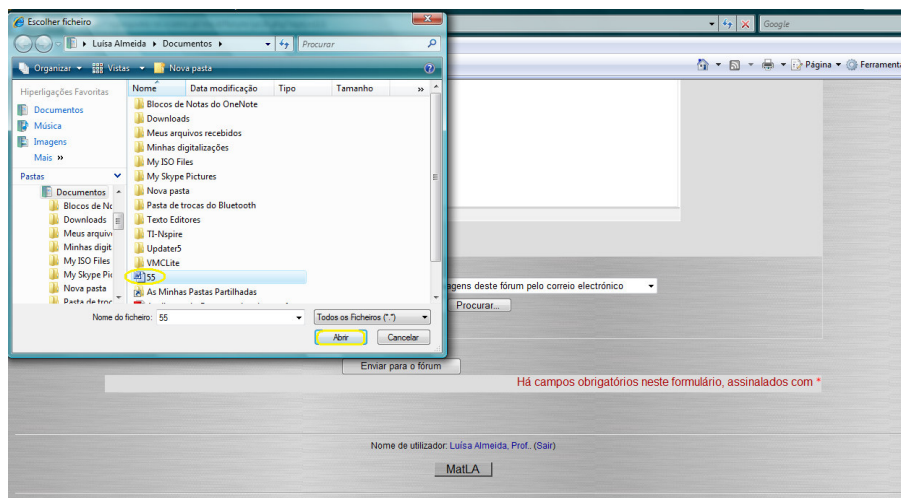 Escolher ficheiro
Google
Luísa Almeida Documentos
Procurar
Organizar Vistas Nova pasta
Página Ferrament
Hiperligações Favoritas
Documentos
Música
Imagens
Mais »
Pastas
Documentos
Blocos de No
Downloads
Meus arquiv
Minhas digit
My ISO Files
My Skype Pi
Nova pasta
Pasta de troc
Nome Data modificação Tipo Tamanho »
Blocos de Notas do OneNote
Downloads
Meus arquivos recebidos
Minhas digitalizações
My ISO Files
My Skype Pictures
Nova pasta
Pasta de trocas do Bluetooth
Texto Editores
TI-Nspire
Updater5
VMCLite
55
As Minhas Pastas Partilhadas
Nome do ficheiro: 55
Todos os Ficheiros (*.*)
Abrir Cancelar
agens deste fórum pelo correio electrónico
Procurar...
Enviar para o fórum
Há campos obrigatórios neste formulário, assinalados com *
Nome de utilizador: Luísa Almeida, Prof.. (Sair)
MatLA